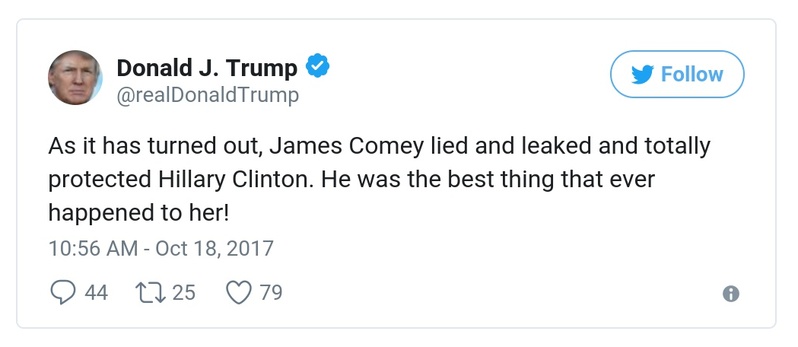 Donald J. Trump
Follow
@realDonaldTrump
As it has turned out, James Comey lied and leaked and totally
protected Hillary Clinton. He was the best thing that ever
happened to her!
10:56 AM - Oct 18, 2017
44 25 79